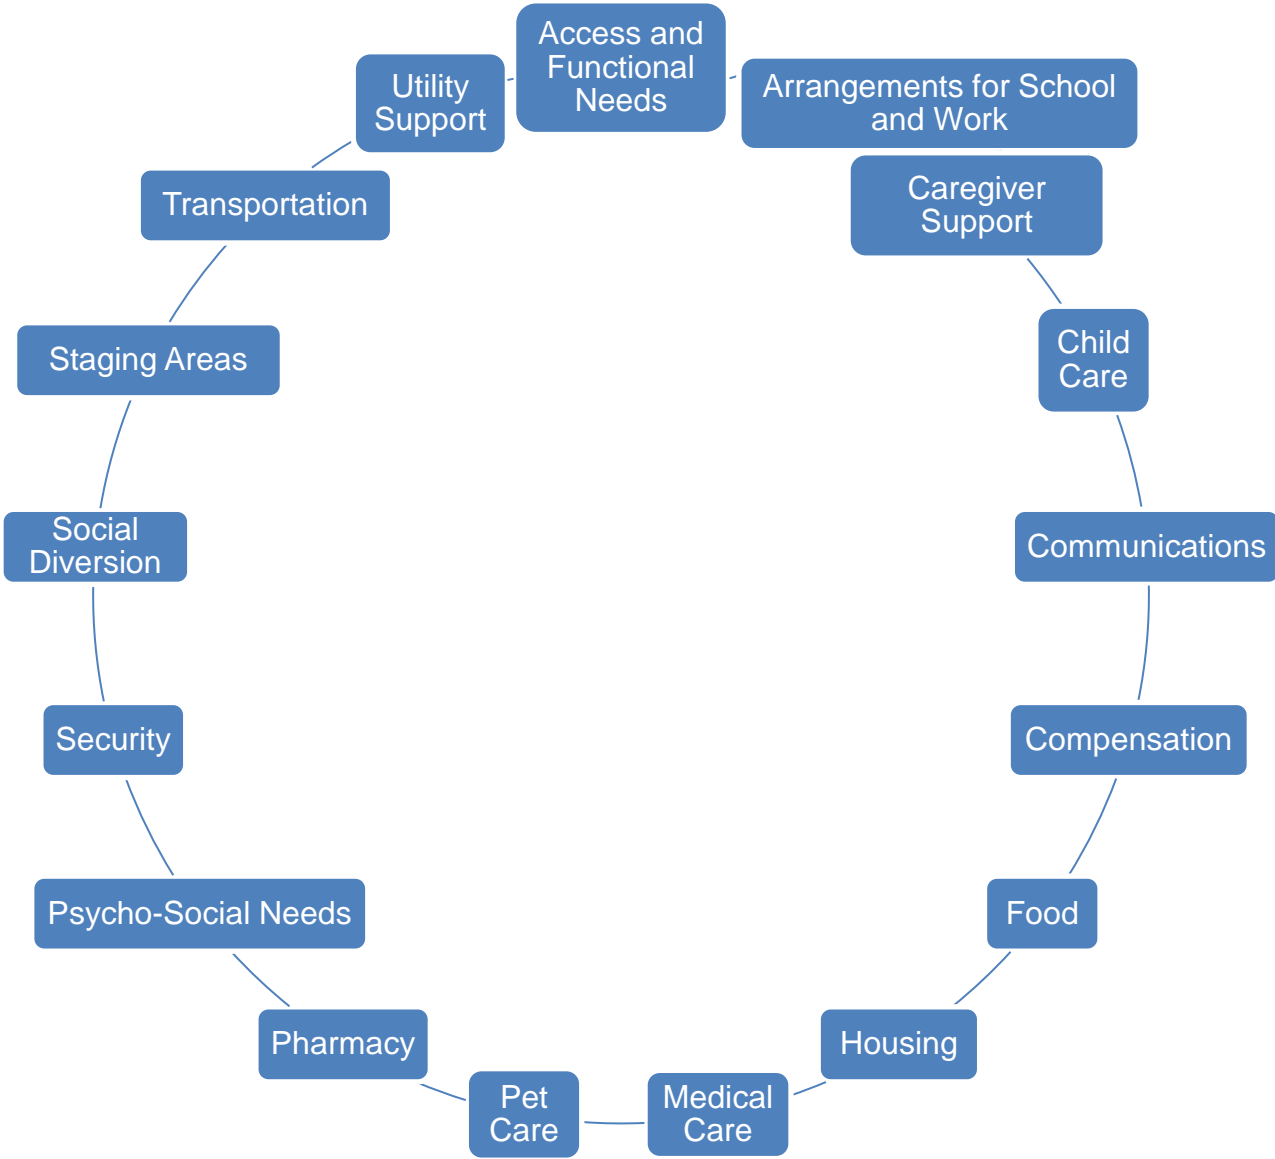 Access and
Functional
Needs
Arrangements for School
and Work
Caregiver
Support
Child
Care
Communications
Compensation
Food
Housing
Medical
Care
Pet
Care
Pharmacy
Psycho-Social Needs
Security
Social
Diversion
Staging Areas
Transportation
Utility
Support